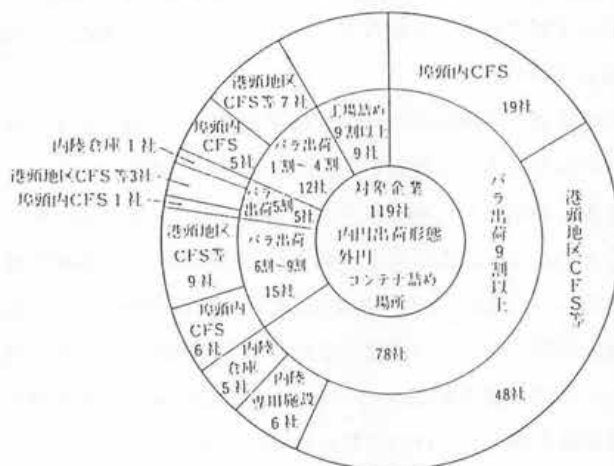 対象企業
119社
内円出荷形態
外円
コンテナ詰め
場所
バラ出荷9割以上
78社
バラ出荷
6割~9割
15社
バラ
出荷5割
5社
バラ出荷
1割~4割
12社
工場詰め
9割以上
9社
埠頭内CFS
19社
港頭地区CFS等
48社
内陸
専用施設
6社
内陸
倉庫
5社
埠頭内
CFS
6社
港頭地区
CFS等
9社
埠頭内CFS 1社
港頭地区CFS等3社
内陸倉庫 1社
埠頭内
CFS
5社
港頭地区
CFS等 7社